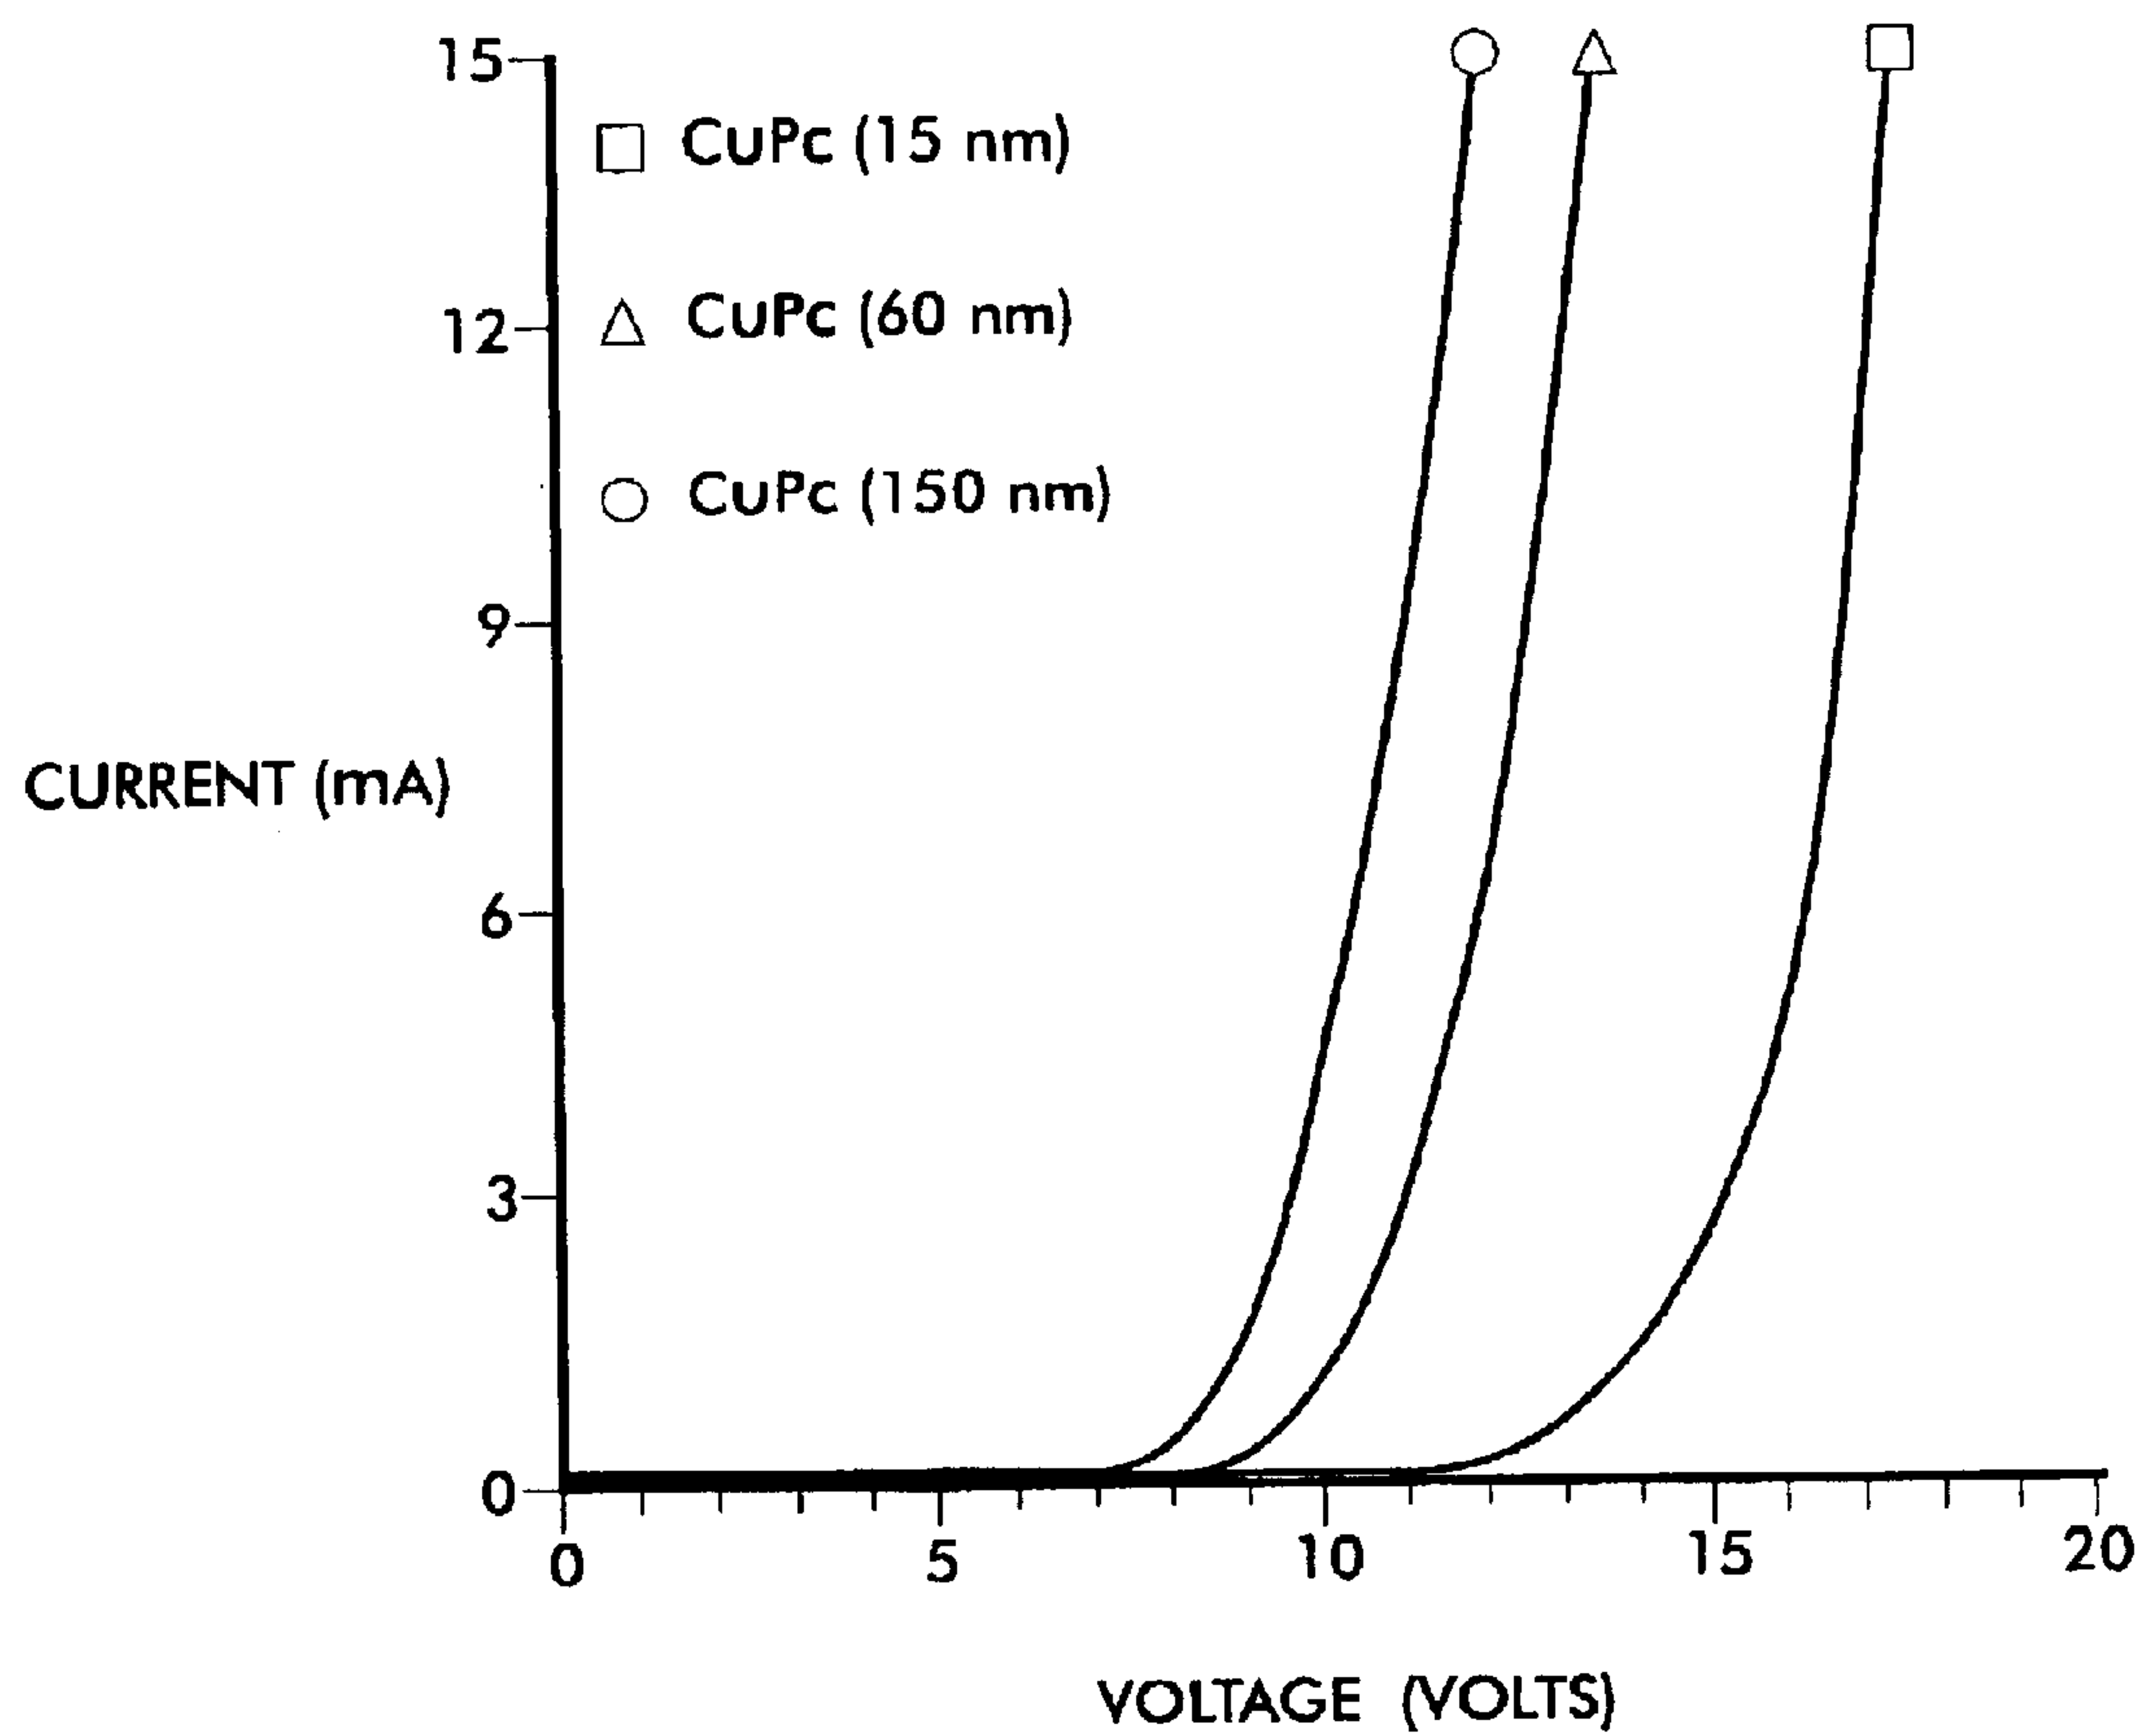 15
CuPc (15 nm)
12
CuPc (60 nm)
CuPc (150 nm)
9
CURRENT (mA)
6
3
0
0 5 10 15 20
VOLTAGE (VOLTS)